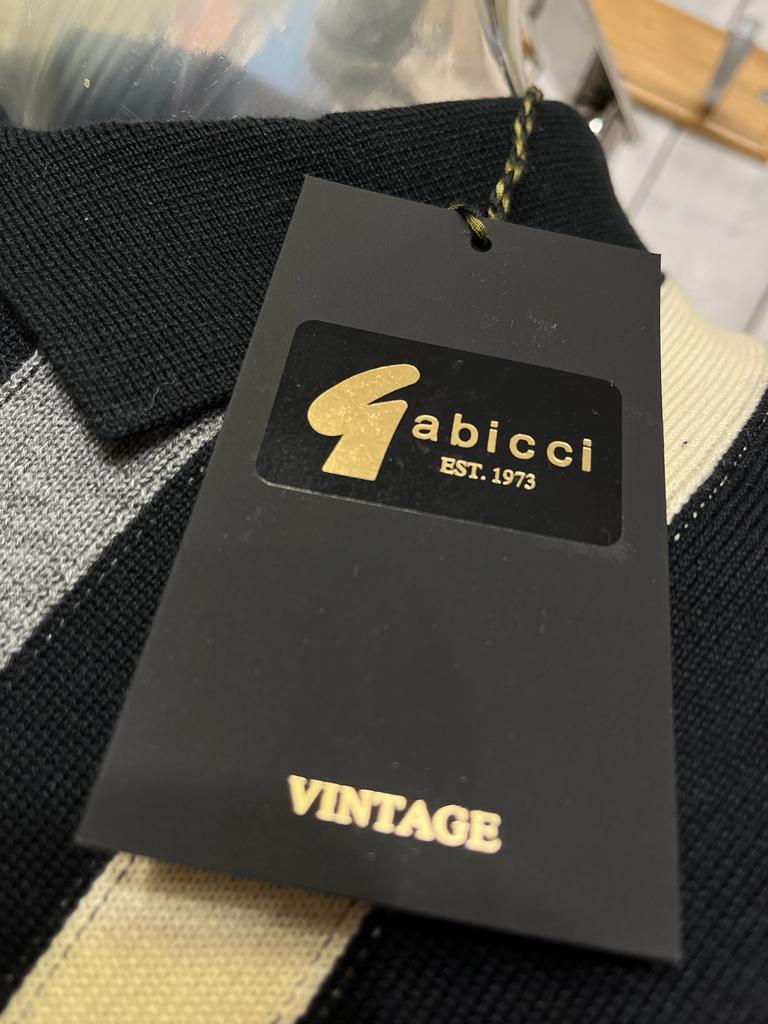 Gabicci
EST. 1973
VINTAGE